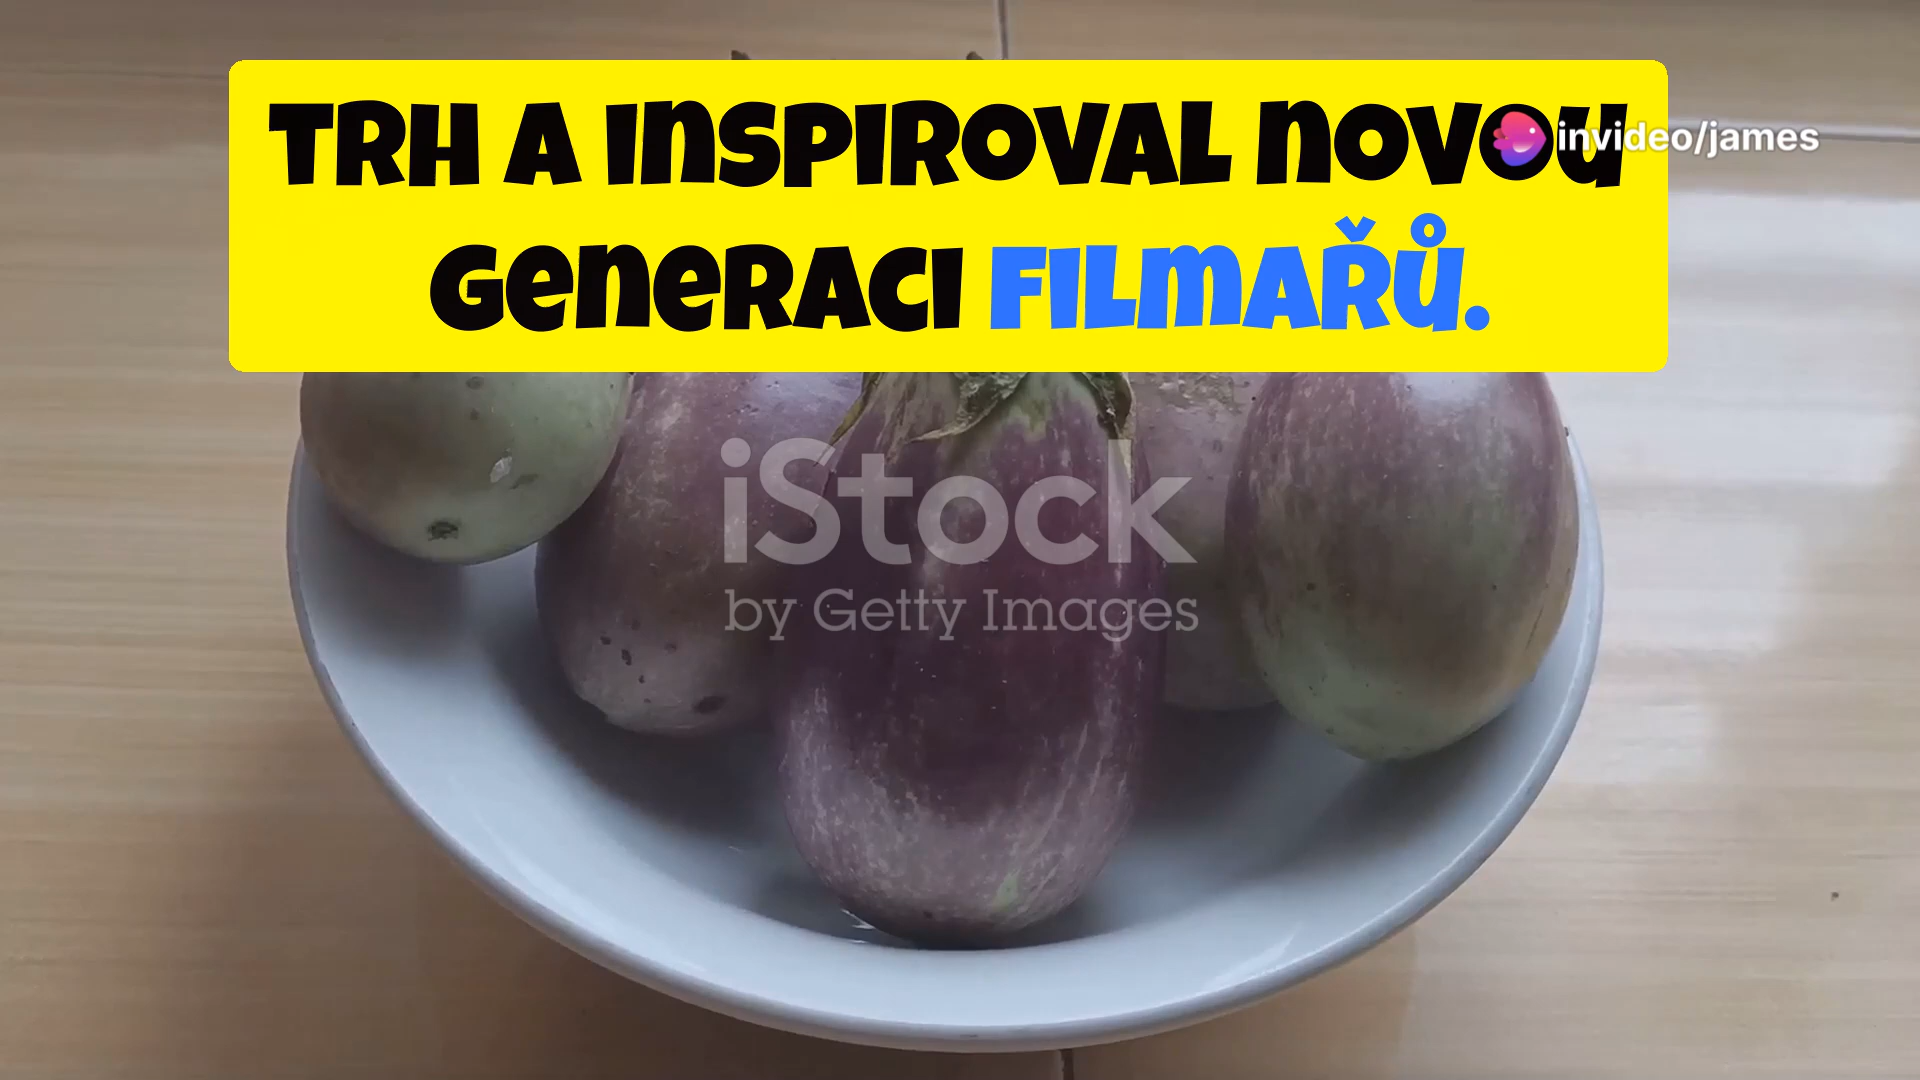 TRH A INSPIROVAL NOVOU
GENERACI FILMAŘŮ.
invideo/james
iStock
by Getty Images